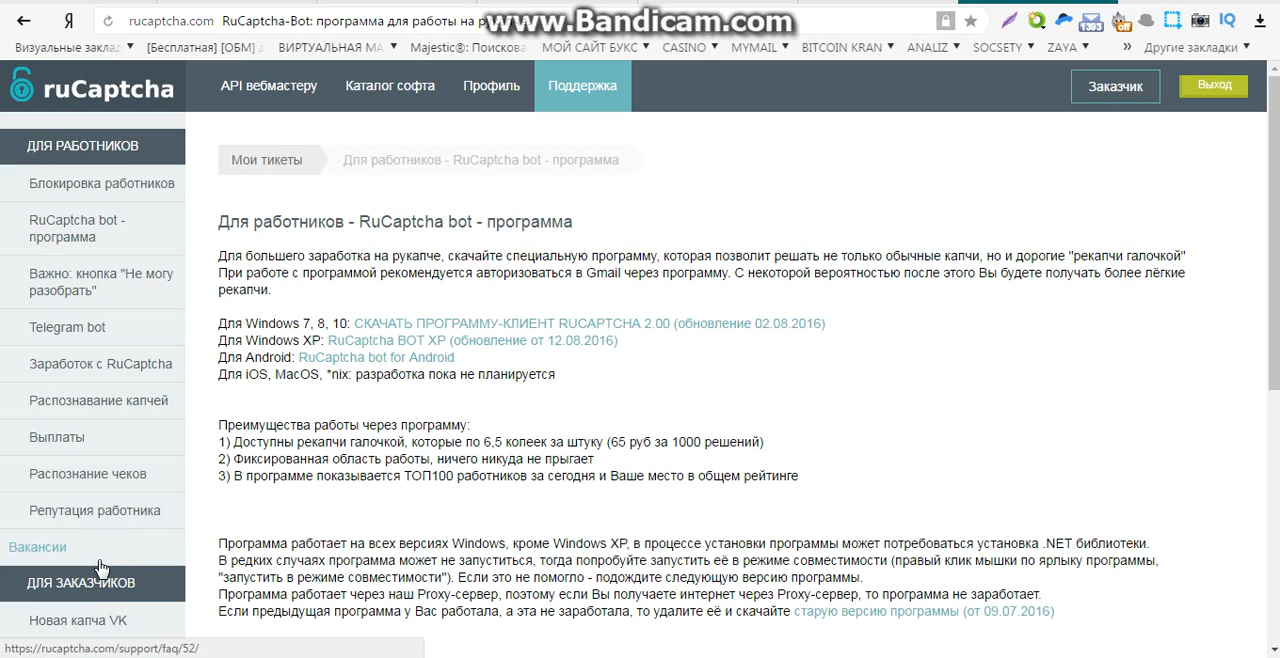 Я rucaptcha.com RuCaptcha-Bot: программа для работы на
www.Bandicam.com
1393
off
IQ
Визуальные заклад [Бесплатная] [ОБМ] ВИРТУАЛЬНАЯ МА Majestic®: Поискова МОЙ САЙТ БУКС CASINO MYMAIL BITCOIN KRAN ANALIZ SOCSETY ZAYA » Другие закладки
ruCaptcha API вебмастеру Каталог софта Профиль Поддержка Заказчик Выход
ДЛЯ РАБОТНИКОВ
Блокировка работников
RuCaptcha bot -
программа
Важно: кнопка "Не могу
разобрать"
Telegram bot
Заработок с RuCaptcha
Распознавание капчей
Выплаты
Распознание чеков
Репутация работника
Вакансии
ДЛЯ ЗАКАЗЧИКОВ
Новая капча VK
https://rucaptcha.com/support/faq/52/
Мои тикеты Для работников - RuCaptcha bot - программа
Для работников - RuCaptcha bot - программа
Для большего заработка на рукапче, скачайте специальную программу, которая позволит решать не только обычные капчи, но и дорогие "рекапчи галочкой"
При работе с программой рекомендуется авторизоваться в Gmail через программу. С некоторой вероятностью после этого Вы будете получать более лёгкие
рекапчи.
Для Windows 7, 8, 10: СКАЧАТЬ ПРОГРАММУ-КЛИЕНТ RUCAPTCHA 2.00 (обновление 02.08.2016)
Для Windows XP: RuCaptcha BOT XP (обновление от 12.08.2016)
Для Android: RuCaptcha bot for Android
Для iOS, MacOS, *nix: разработка пока не планируется
Преимущества работы через программу:
1) Доступны рекапчи галочкой, которые по 6,5 копеек за штуку (65 руб за 1000 решений)
2) Фиксированная область работы, ничего никуда не прыгает
3) В программе показывается ТОП100 работников за сегодня и Ваше место в общем рейтинге
Программа работает на всех версиях Windows, кроме Windows XP, в процессе установки программы может потребоваться установка .NET библиотеки.
В редких случаях программа может не запуститься, тогда попробуйте запустить её в режиме совместимости (правый клик мышки по ярлыку программы,
"запустить в режиме совместимости"). Если это не помогло - подождите следующую версию программы.
Программа работает через наш Proxy-сервер, поэтому если Вы получаете интернет через Proxy-сервер, то программа не заработает.
Если предыдущая программа у Вас работала, а эта не заработала, то удалите её и скачайте старую версию программы (от 09.07.2016)